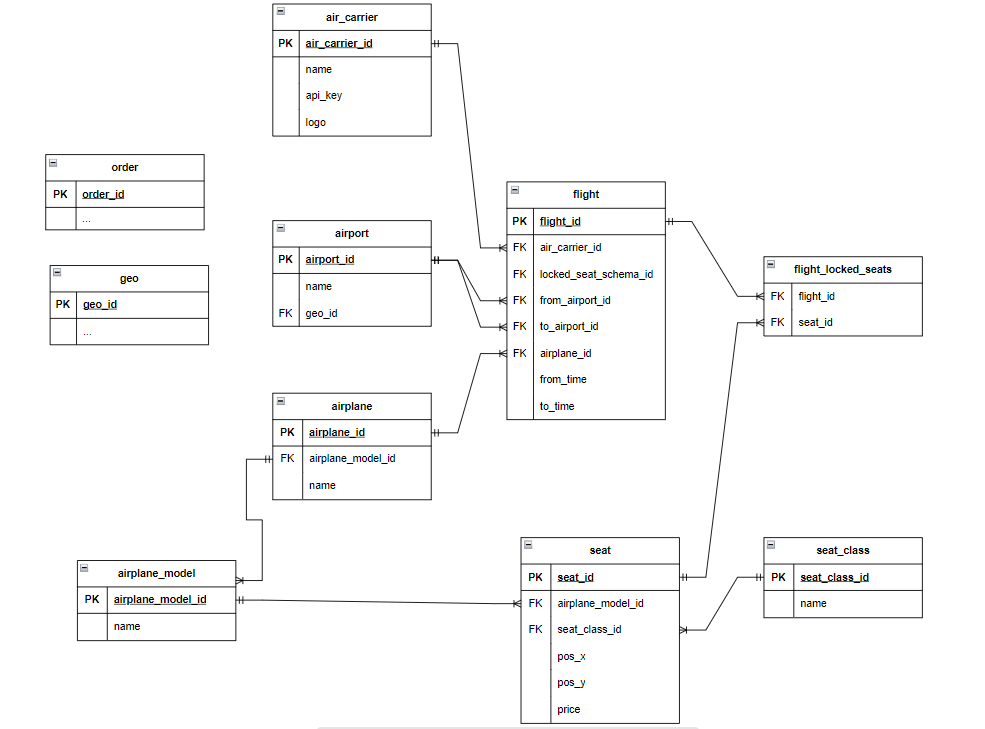 air_carrier
PK air_carrier_id
name
api_key
logo
order
PK order_id
...
geo
PK geo_id
...
airport
PK airport_id
name
FK geo_id
flight
PK flight_id
FK air_carrier_id
FK locked_seat_schema_id
FK from_airport_id
FK to_airport_id
FK airplane_id
from_time
to_time
flight_locked_seats
FK flight_id
FK seat_id
airplane
PK airplane_id
FK airplane_model_id
name
airplane_model
PK airplane_model_id
name
seat
PK seat_id
FK airplane_model_id
FK seat_class_id
pos_x
pos_y
price
seat_class
PK seat_class_id
name